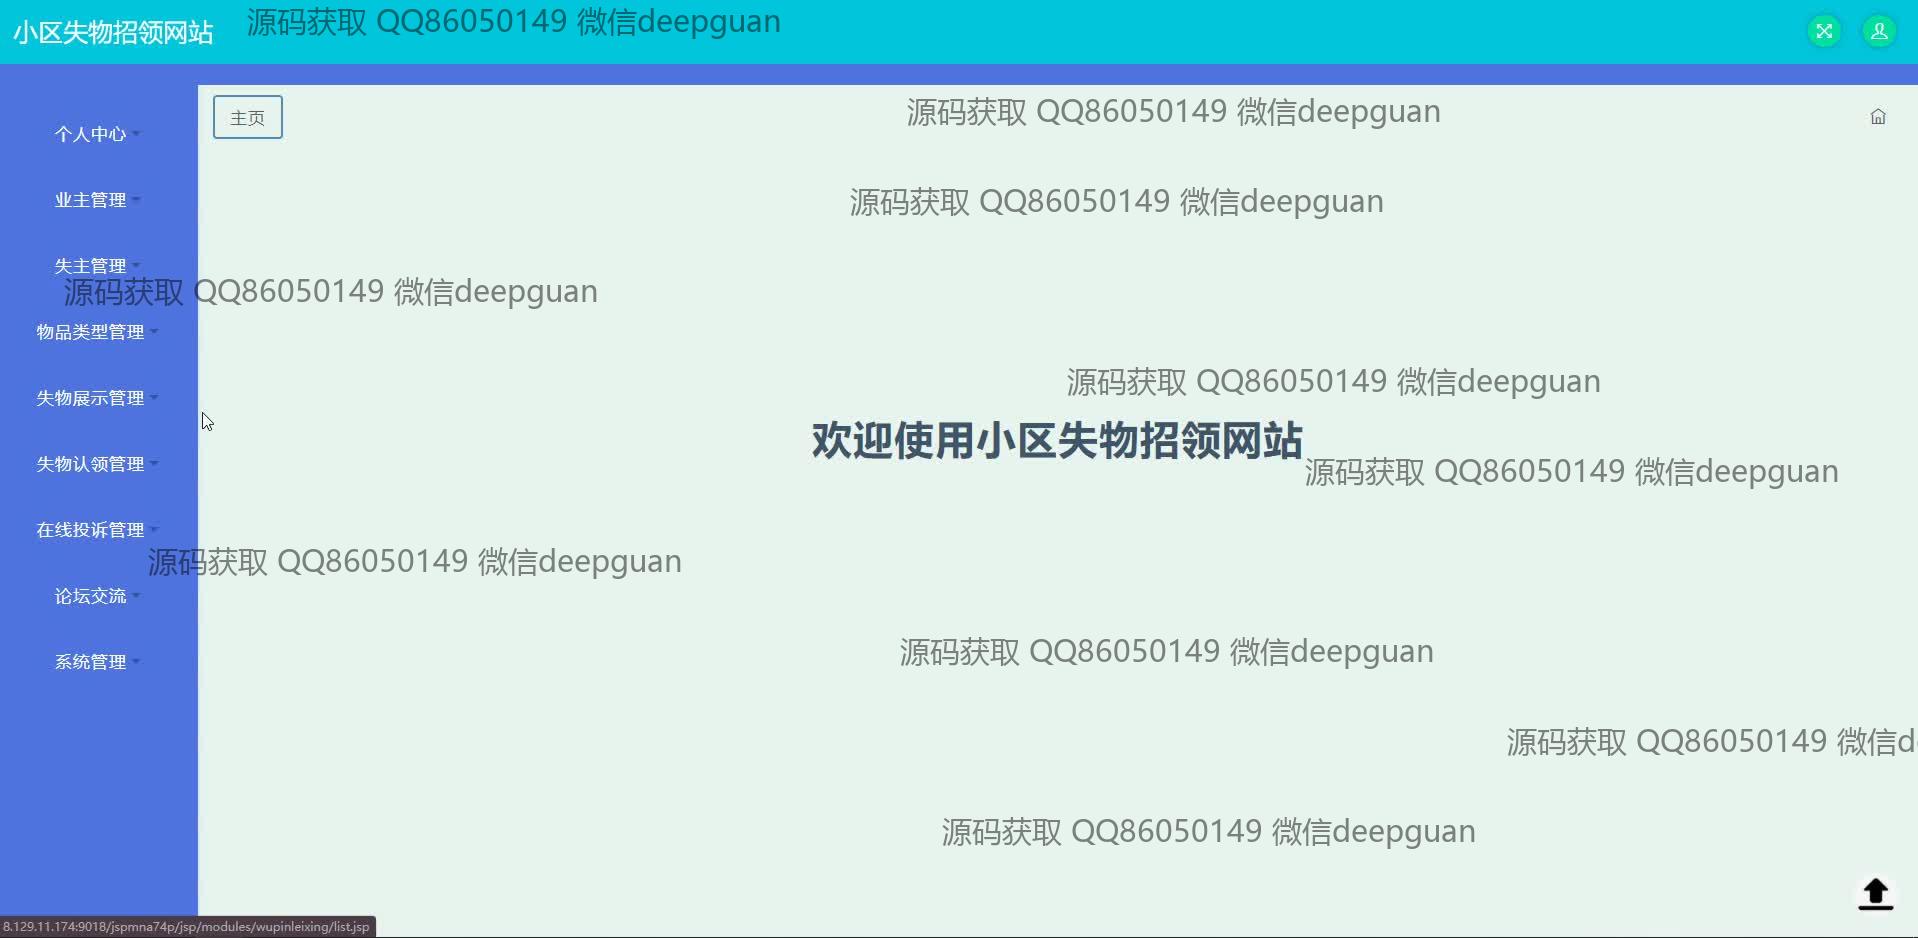 小区失物招领网站
源码获取 QQ86050149 微信deepguan
主页
源码获取 QQ86050149 微信deepguan
个人中心
业主管理
源码获取 QQ86050149 微信deepguan
失主管理
源码获取 QQ86050149 微信deepguan
物品类型管理
源码获取 QQ86050149 微信deepguan
失物展示管理
欢迎使用小区失物招领网站
失物认领管理
源码获取 QQ86050149 微信deepguan
在线投诉管理
源码获取 QQ86050149 微信deepguan
论坛交流
源码获取 QQ86050149 微信deepguan
系统管理
源码获取 QQ86050149 微信d
源码获取 QQ86050149 微信deepguan
8.129.11.174:9018/jspmna74p/jsp/modules/wupinleixing/list.jsp